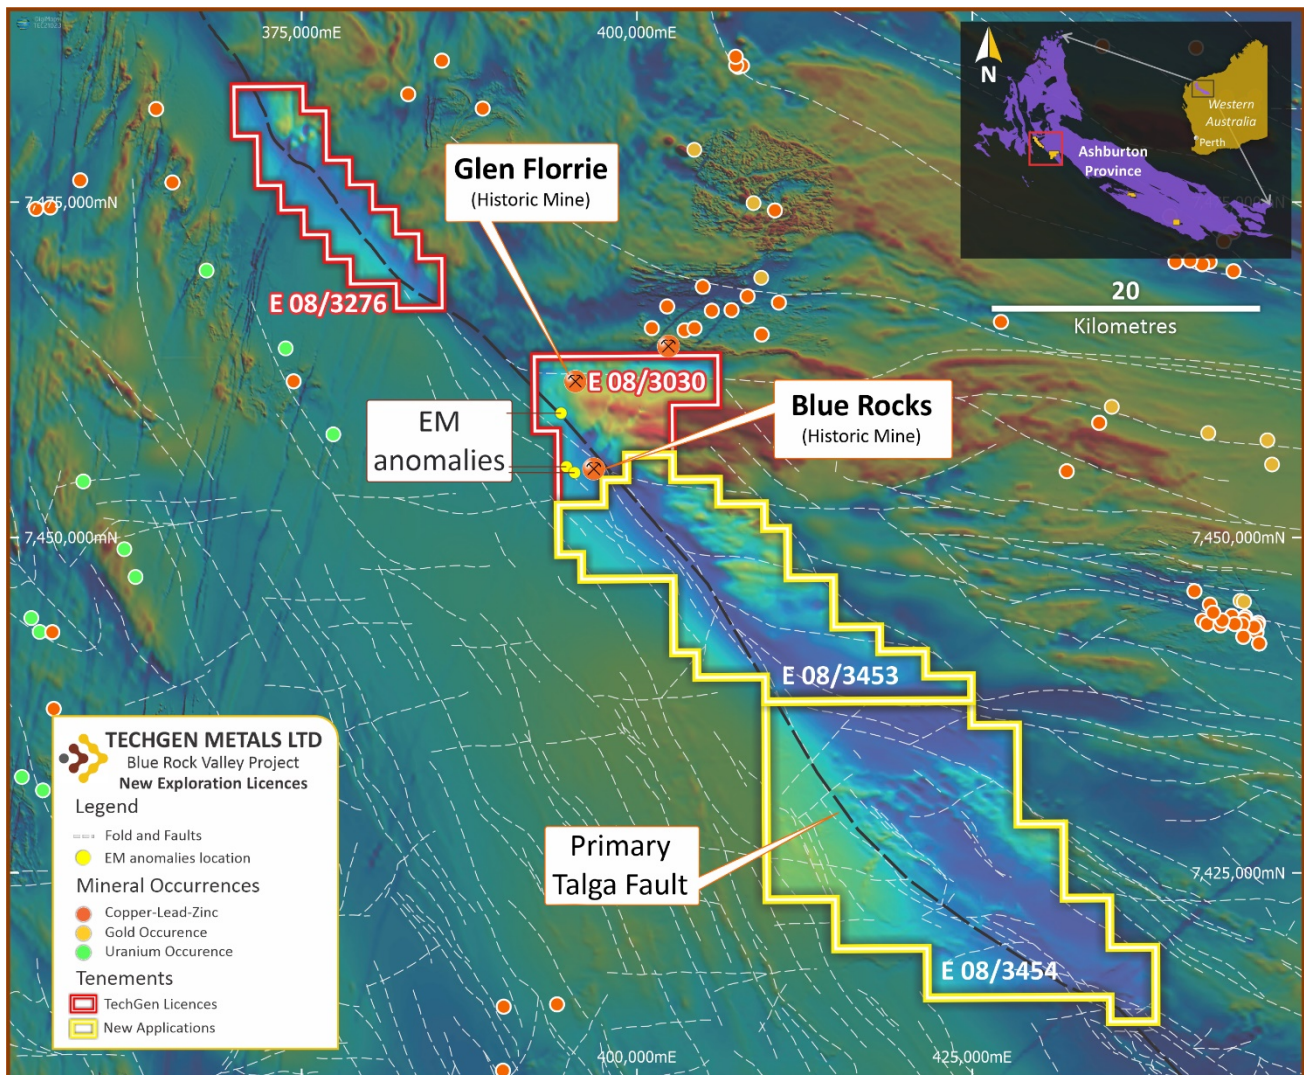 375,000mE
400,000mE
N
Western
Australia
Perth
Ashburton
Province
Glen Florrie
(Historic Mine)
7,475,000mN
E 08/3276
20
Kilometres
E 08/3030
Blue Rocks
(Historic Mine)
EM
anomalies
7,450,000mN
7,450,000mN
E 08/3453
TECHGEN METALS LTD
Blue Rock Valley Project
New Exploration Licences
Legend
Fold and Faults
EM anomalies location
Mineral Occurrences
Copper-Lead-Zinc
Gold Occurence
Uranium Occurence
Tenements
TechGen Licences
New Applications
Primary
Talga Fault
7,425,000mN
E 08/3454
400,000mE
425,000mE